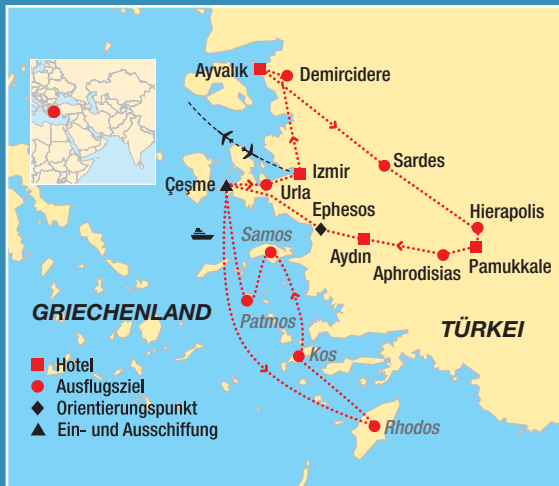 Ayvalık
Demircidere
Sardes
Izmir
Çeşme
Urla
Hierapolis
Ephesos
Samos
Aydın
Aphrodisias
Pamukkale
GRIECHENLAND
Patmos
TÜRKEI
Kos
Hotel
Ausflugsziel
Orientierungspunkt
Ein- und Ausschiffung
Rhodos